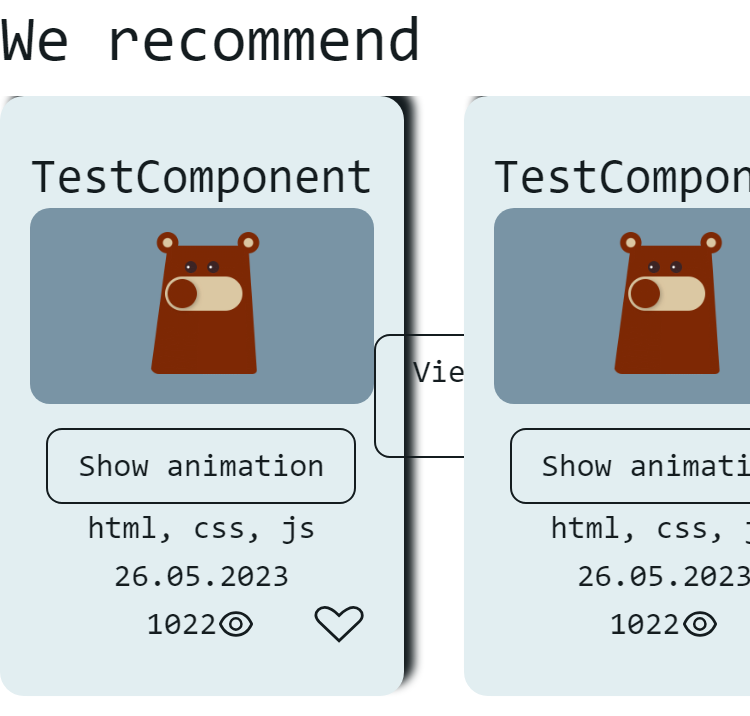 We recommend
TestComponent
Vie
Show animation
html, css, js
26.05.2023
1022
TestCompon
Show animati
html, css, j
26.05.2023
1022